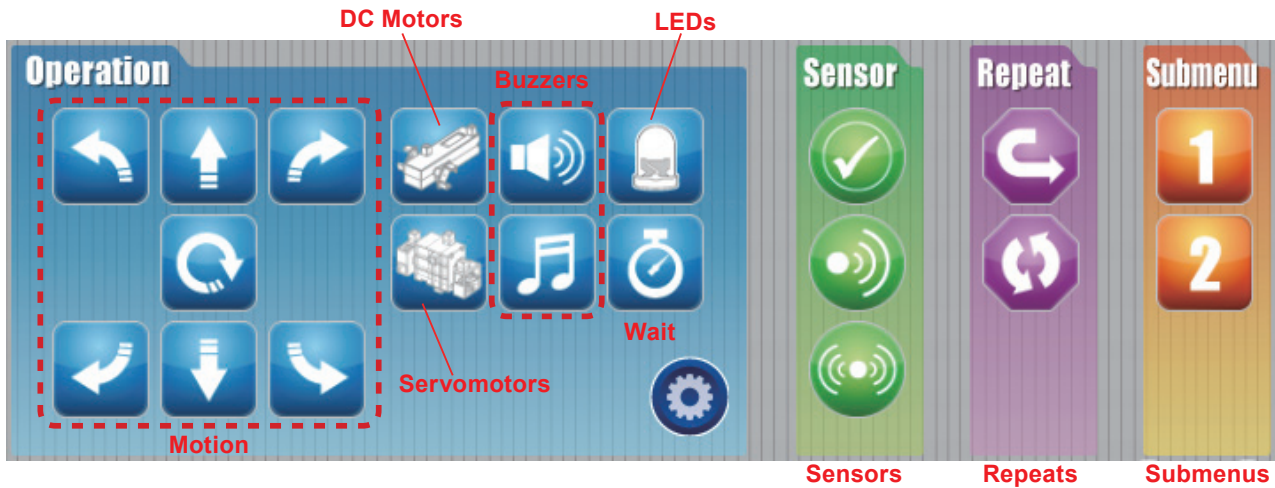 DC Motors
LEDs
Operation
Buzzers
Sensor
Repeat
Submenu
1
2
Wait
Servomotors
Motion
Sensors
Repeats
Submenus